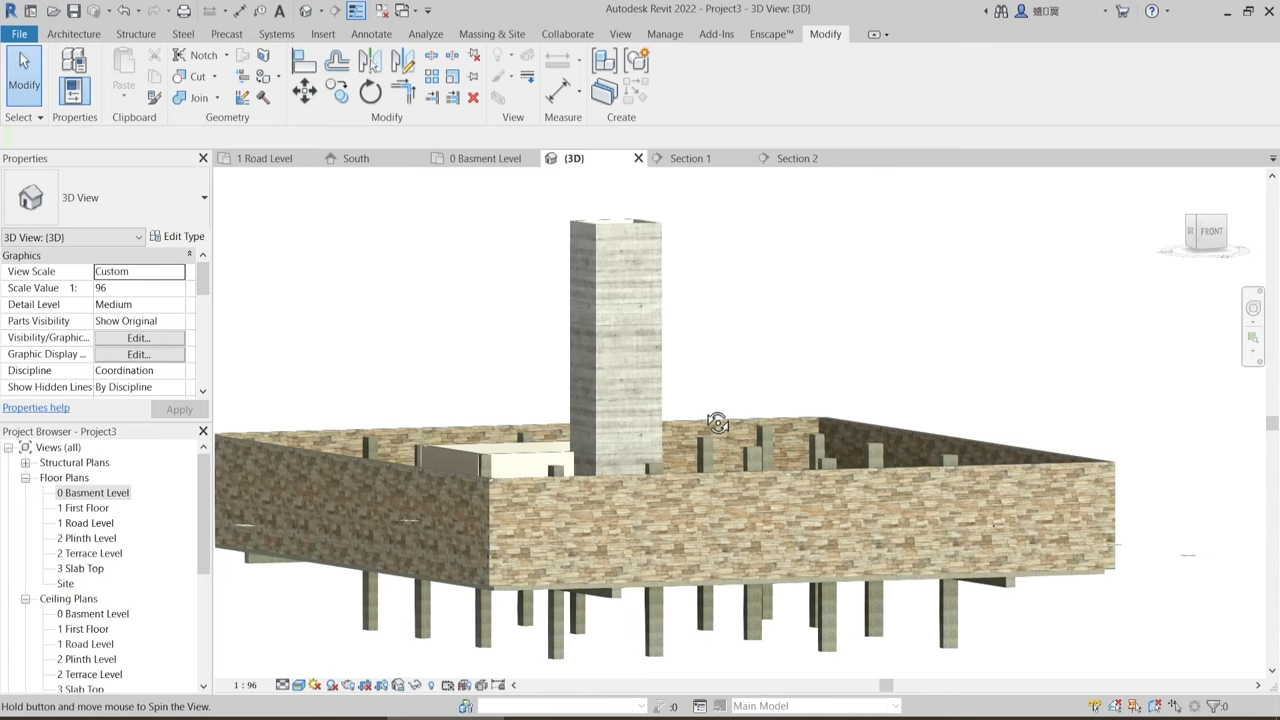 Autodesk Revit 2022 - Project3 - 3D View: {3D}
File Architecture Structure Steel Precast Systems Insert Annotate Analyze Massing & Site Collaborate View Manage Add-Ins Enscape™ Modify
Notch
Cut
Join
Modify
Paste
Select Properties Clipboard Geometry Modify View Measure Create
Properties
1 Road Level South 0 Basment Level {3D} Section 1 Section 2
3D View
3D View: {3D} Edit Type
Graphics
View Scale Custom
Scale Value 1: 96
Detail Level Medium
Parts Visibility Show Original
Visibility/Graphic... Edit...
Graphic Display ... Edit...
Discipline Coordination
Show Hidden Lines By Discipline
Properties help Apply
FRONT
Project Browser - Project3
Views (all)
Structural Plans
Floor Plans
0 Basment Level
1 First Floor
1 Road Level
2 Plinth Level
2 Terrace Level
3 Slab Top
Site
Ceiling Plans
0 Basment Level
1 First Floor
1 Road Level
2 Plinth Level
2 Terrace Level
3 Slab Top
1 : 96
Hold button and move mouse to Spin the View.
:0
Main Model
:0